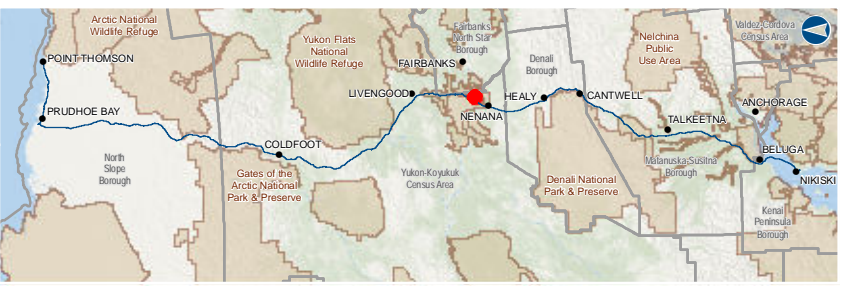 Arctic National
Wildlife Refuge
POINT THOMSON
PRUDHOE BAY
North
Slope
Borough
COLDFOOT
Gates of the
Arctic National
Park & Preserve
Yukon Flats
National
Wildlife Refuge
LIVENGOOD
Fairbanks
North Star
Borough
FAIRBANKS
NENANA
Yukon-Koyukuk
Census Area
Denali
Borough
HEALY
CANTWELL
Denali National
Park & Preserve
Nelchina
Public
Use Area
TALKEETNA
Matanuska-Susitna
Borough
Valdez-Cordova
Census Area
ANCHORAGE
BELUGA
NIKISKI
Kenai
Peninsula
Borough